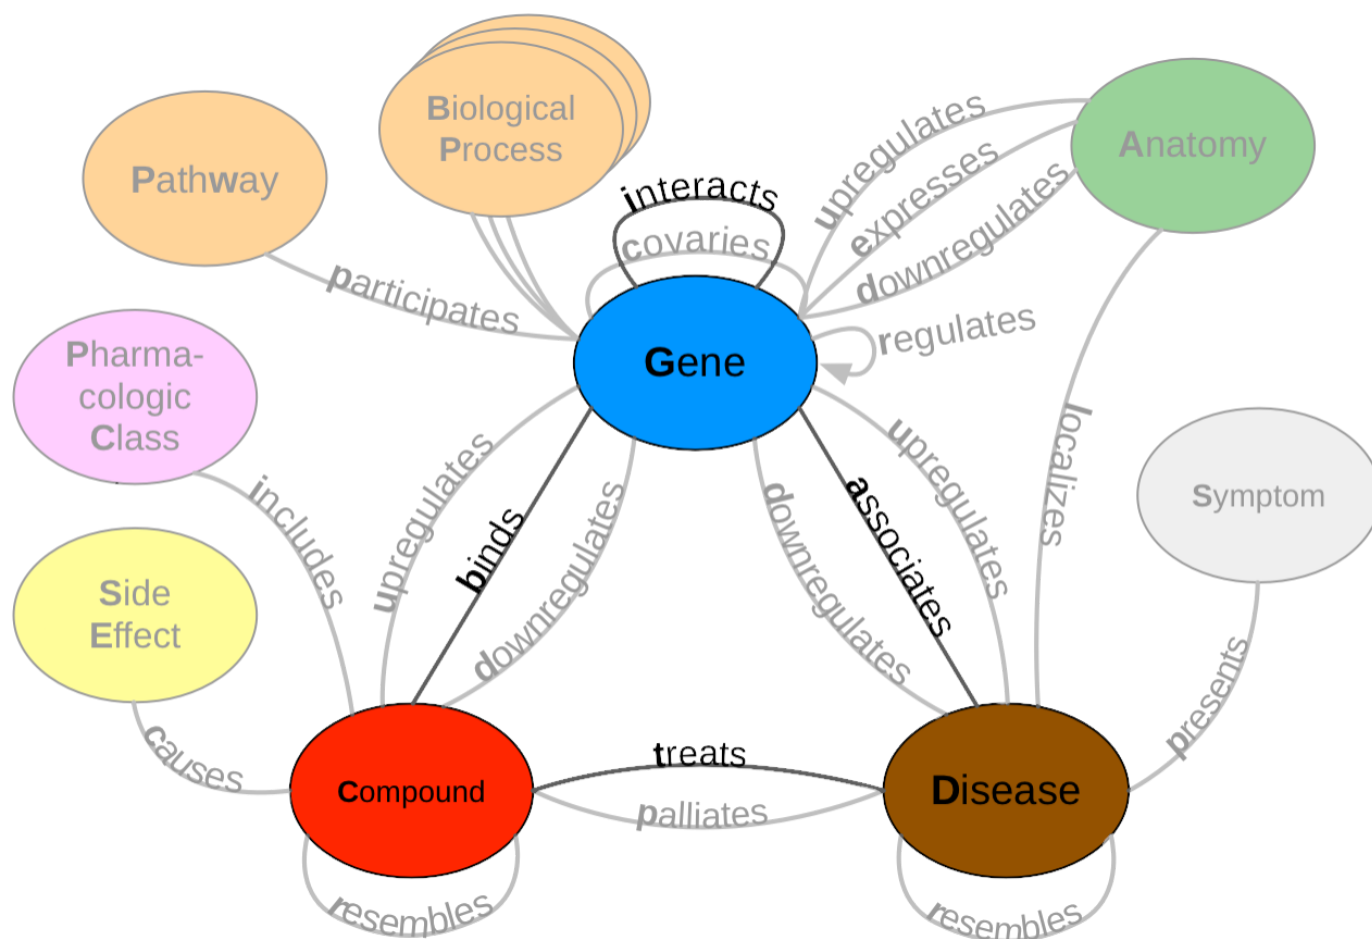 Biological
Process
Pathway
Anatomy
interacts
covaries
upregulates
expresses
downregulates
participates
regulates
Gene
Pharma-
cologic
Class
includes
upregulates
binds
downregulates
downregulates
associates
upregulates
localizes
Symptom
Side
Effect
causes
presents
Compound
treats
palliates
Disease
resembles
resembles